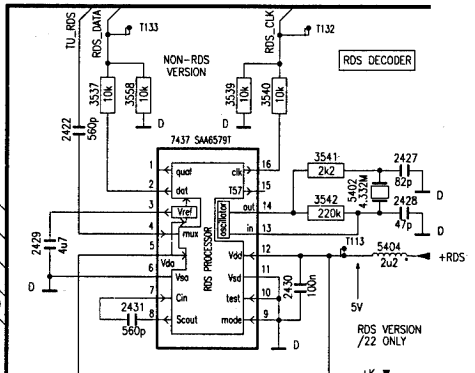 TU_RDS
RDS_DATA
T133
RDS_CLK
T132
NON-RDS
VERSION
RDS DECODER
3537
10k
3558
10k
3539
10k
3540
10k
2422
560p
D
D
7437 SAA6579T
1
quaf
2
dat
3
Vref
4
mux
5
Vda
6
Vsa
7
Cin
8
Scout
RDS PROCESSOR
oscillator
16
clk
15
T57
14
out
13
in
12
Vdd
11
Vsd
10
test
9
mode
3541
2k2
3542
220k
5402
4.332M
2427
82p
2428
47p
D
D
T113
5404
2u2
+RDS
2429
4u7
D
2431
560p
2430
100n
D
5V
RDS VERSION
/22 ONLY